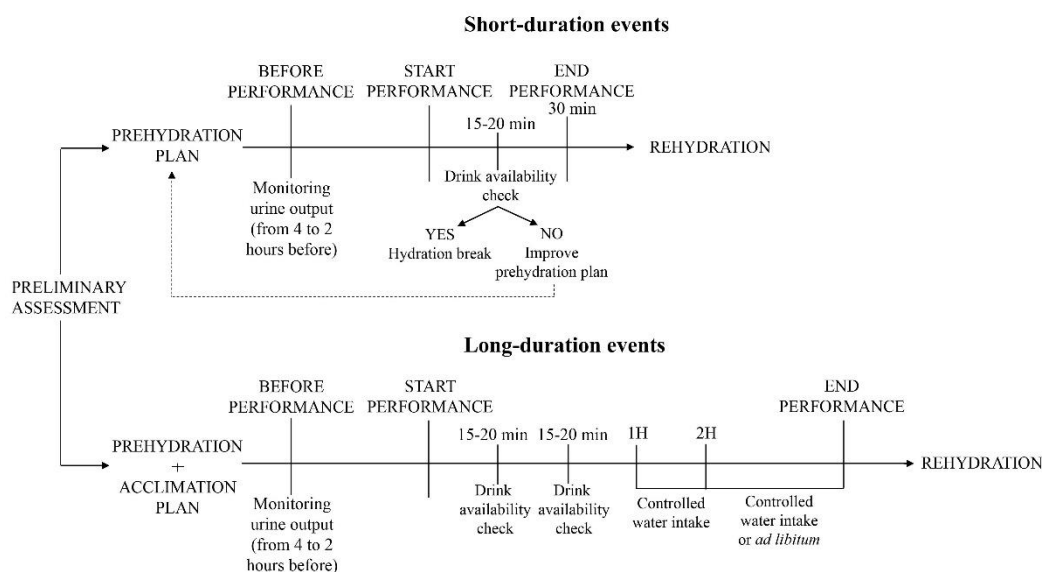 Short-duration events
BEFORE
PERFORMANCE
START
PERFORMANCE
END
PERFORMANCE
30 min
15-20 min
PREHYDRATION
PLAN
REHYDRATION
Monitoring
urine output
(from 4 to 2
hours before)
Drink availability
check
YES
Hydration break
NO
Improve
prehydration plan
PRELIMINARY
ASSESSMENT
Long-duration events
BEFORE
PERFORMANCE
START
PERFORMANCE
END
PERFORMANCE
15-20 min
15-20 min
1H
2H
PREHYDRATION
+
ACCLIMATION
PLAN
REHYDRATION
Monitoring
urine output
(from 4 to 2
hours before)
Drink
availability
check
Drink
availability
check
Controlled
water intake
Controlled
water intake
or ad libitum